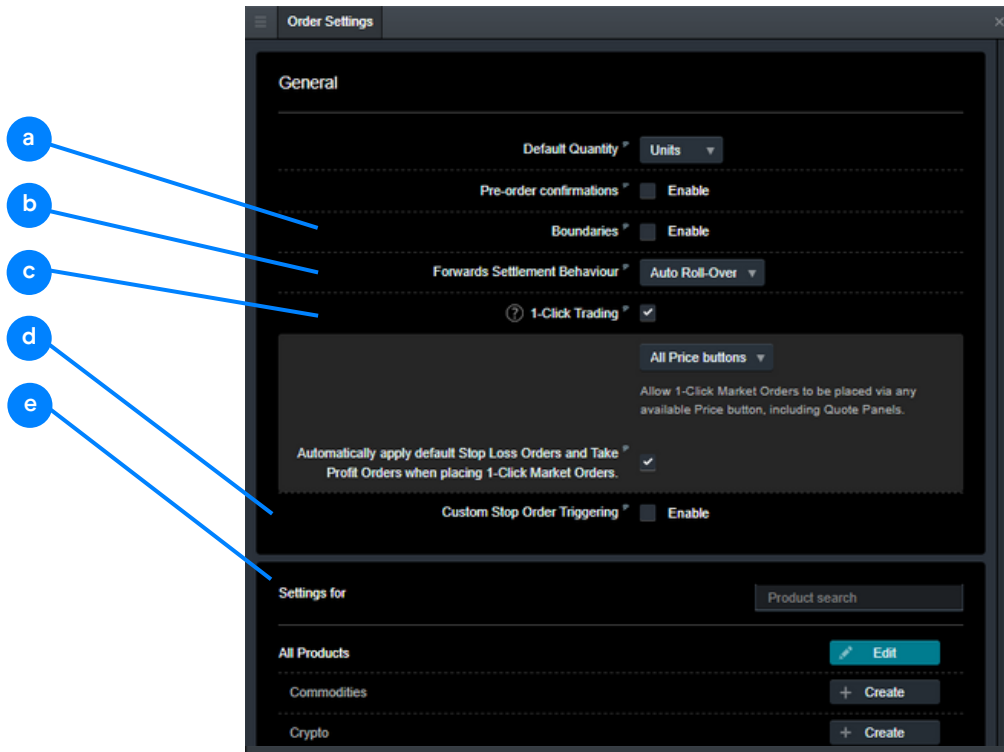 Order Settings
General
a
Default Quantity Units
b
Pre-order confirmations Enable
Boundaries Enable
c
Forwards Settlement Behaviour Auto Roll-Over
? 1-Click Trading
d
All Price buttons
Allow 1-Click Market Orders to be placed via any
available Price button, including Quote Panels.
e
Automatically apply default Stop Loss Orders and Take
Profit Orders when placing 1-Click Market Orders.
Custom Stop Order Triggering Enable
Settings for Product search
All Products Edit
Commodities + Create
Crypto + Create